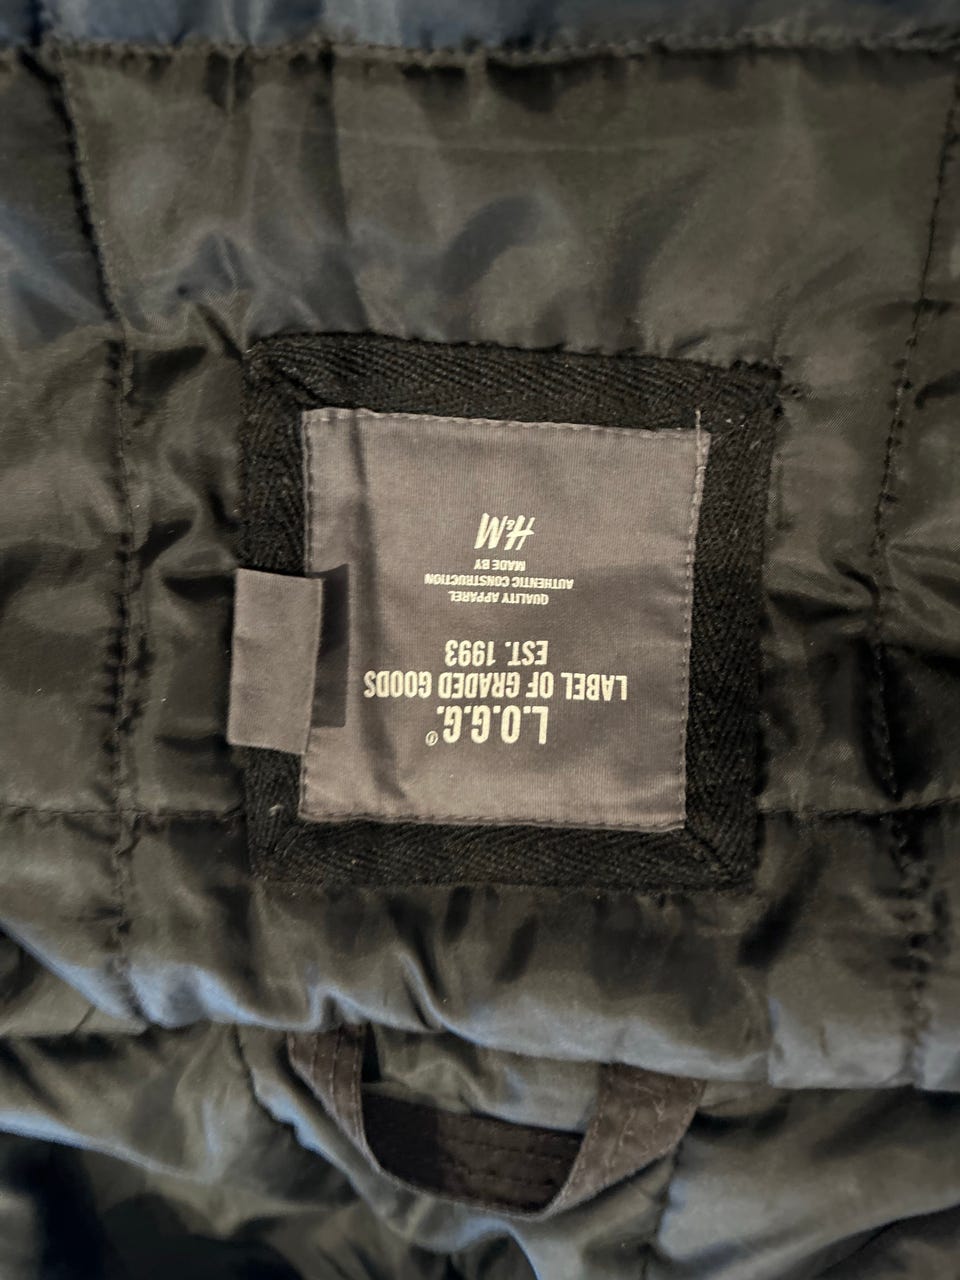 L.O.G.G.®
LABEL OF GRADED GOODS
EST. 1993
QUALITY APPAREL
AUTHENTIC CONSTRUCTION
MADE BY
H&M